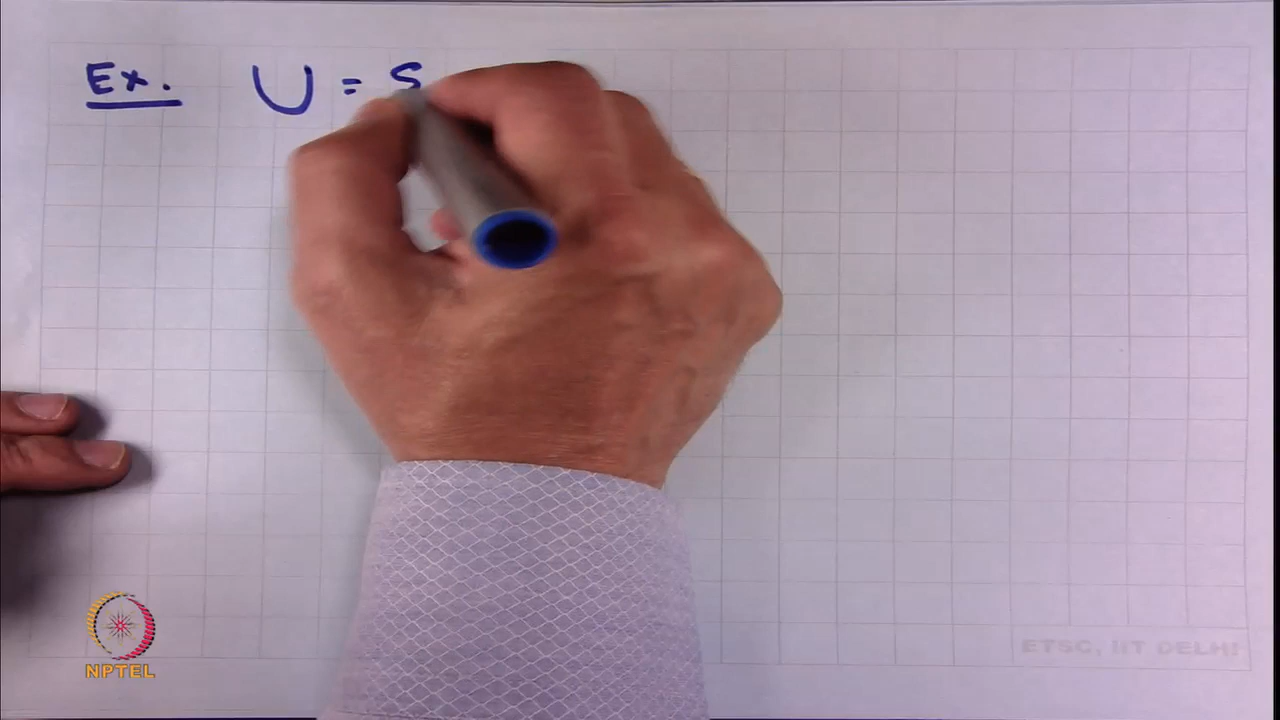 Ex. U = S
NPTEL
ETSC, IIT DELHI